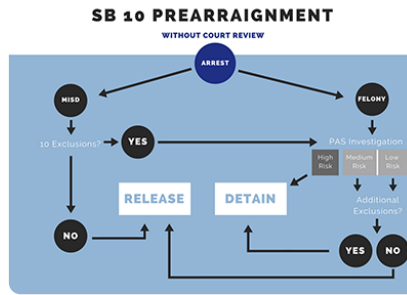 SB 10 PREARRAIGNMENT
WITHOUT COURT REVIEW
ARREST
MISD
FELONY
10 Exclusions?
YES
PAS Investigation
High
Risk
Medium
Risk
Low
Risk
RELEASE
DETAIN
Additional
Exclusions?
NO
YES
NO